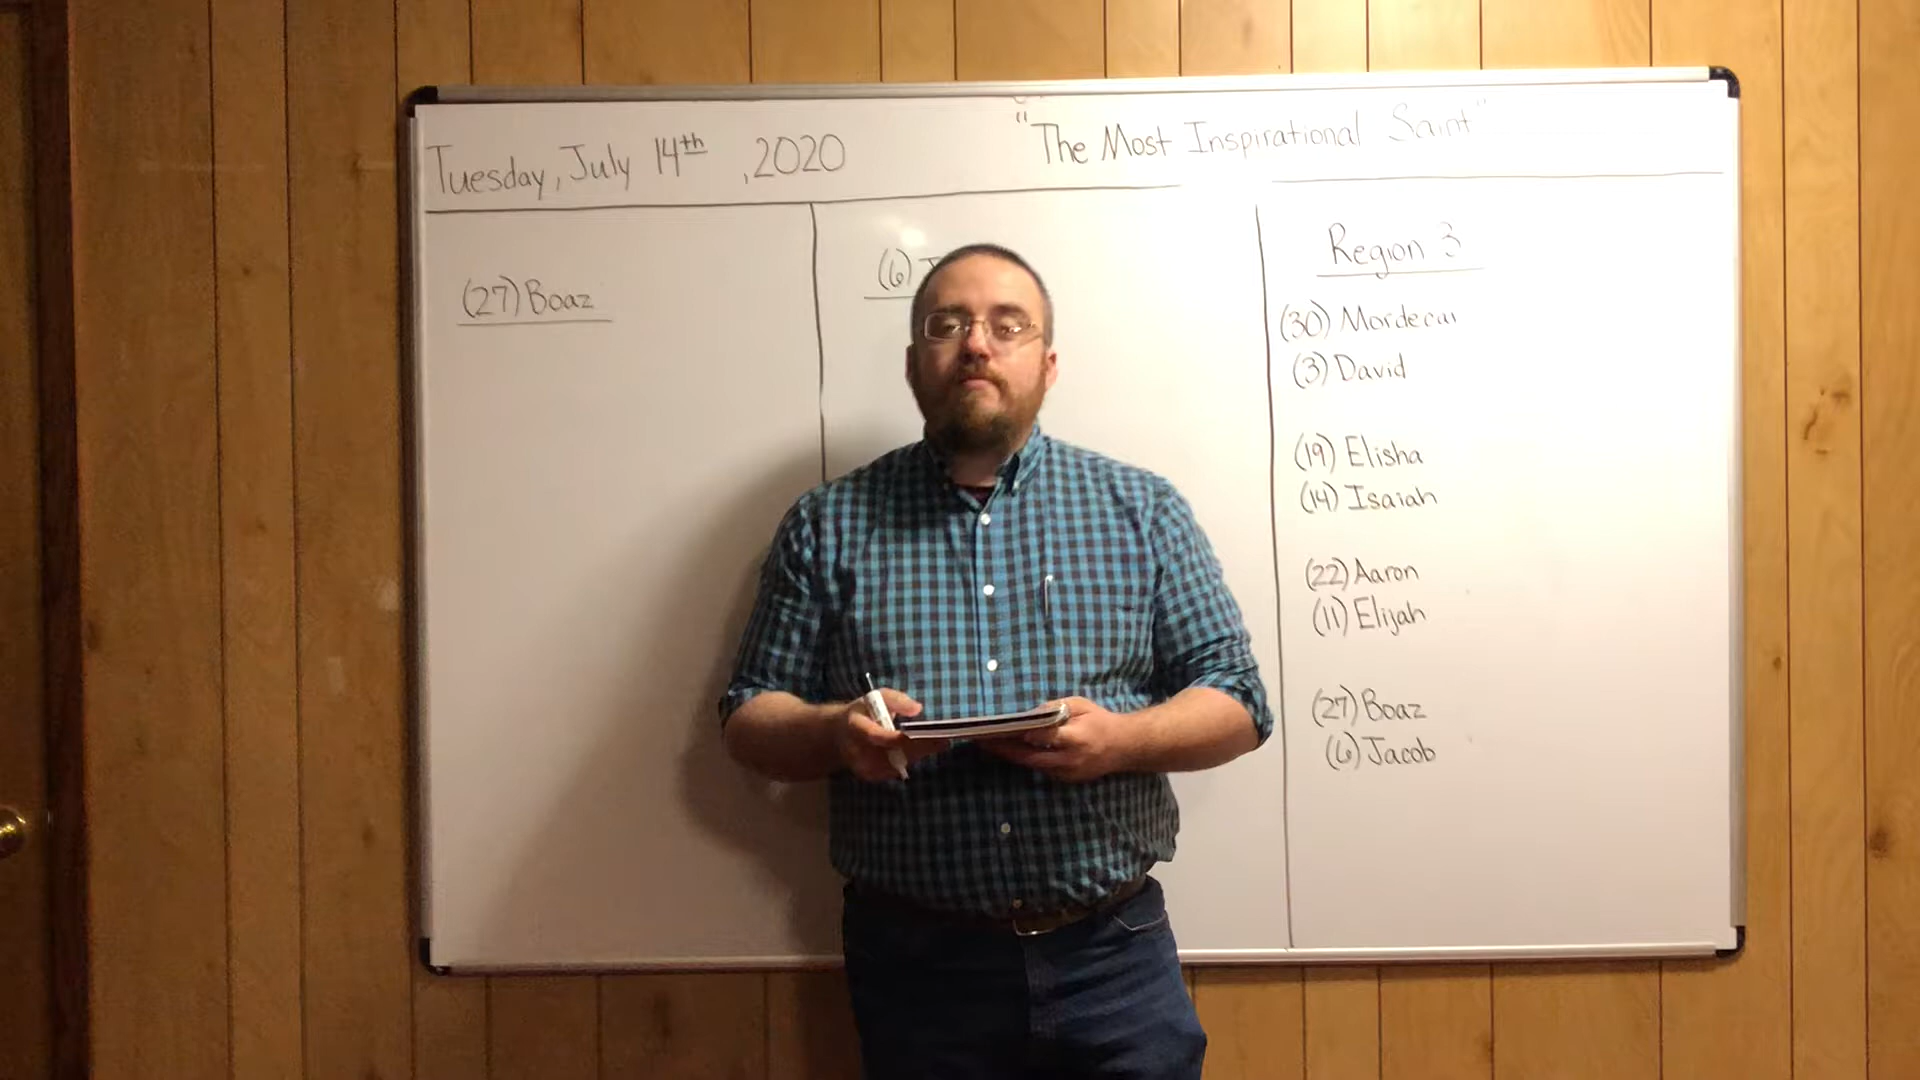 Tuesday, July 14th, 2020
"The Most Inspirational Saint"
(27) Boaz
(6)
Region 3
(30) Mordecai
(3) David
(19) Elisha
(14) Isaiah
(22) Aaron
(11) Elijah
(27) Boaz
(6) Jacob